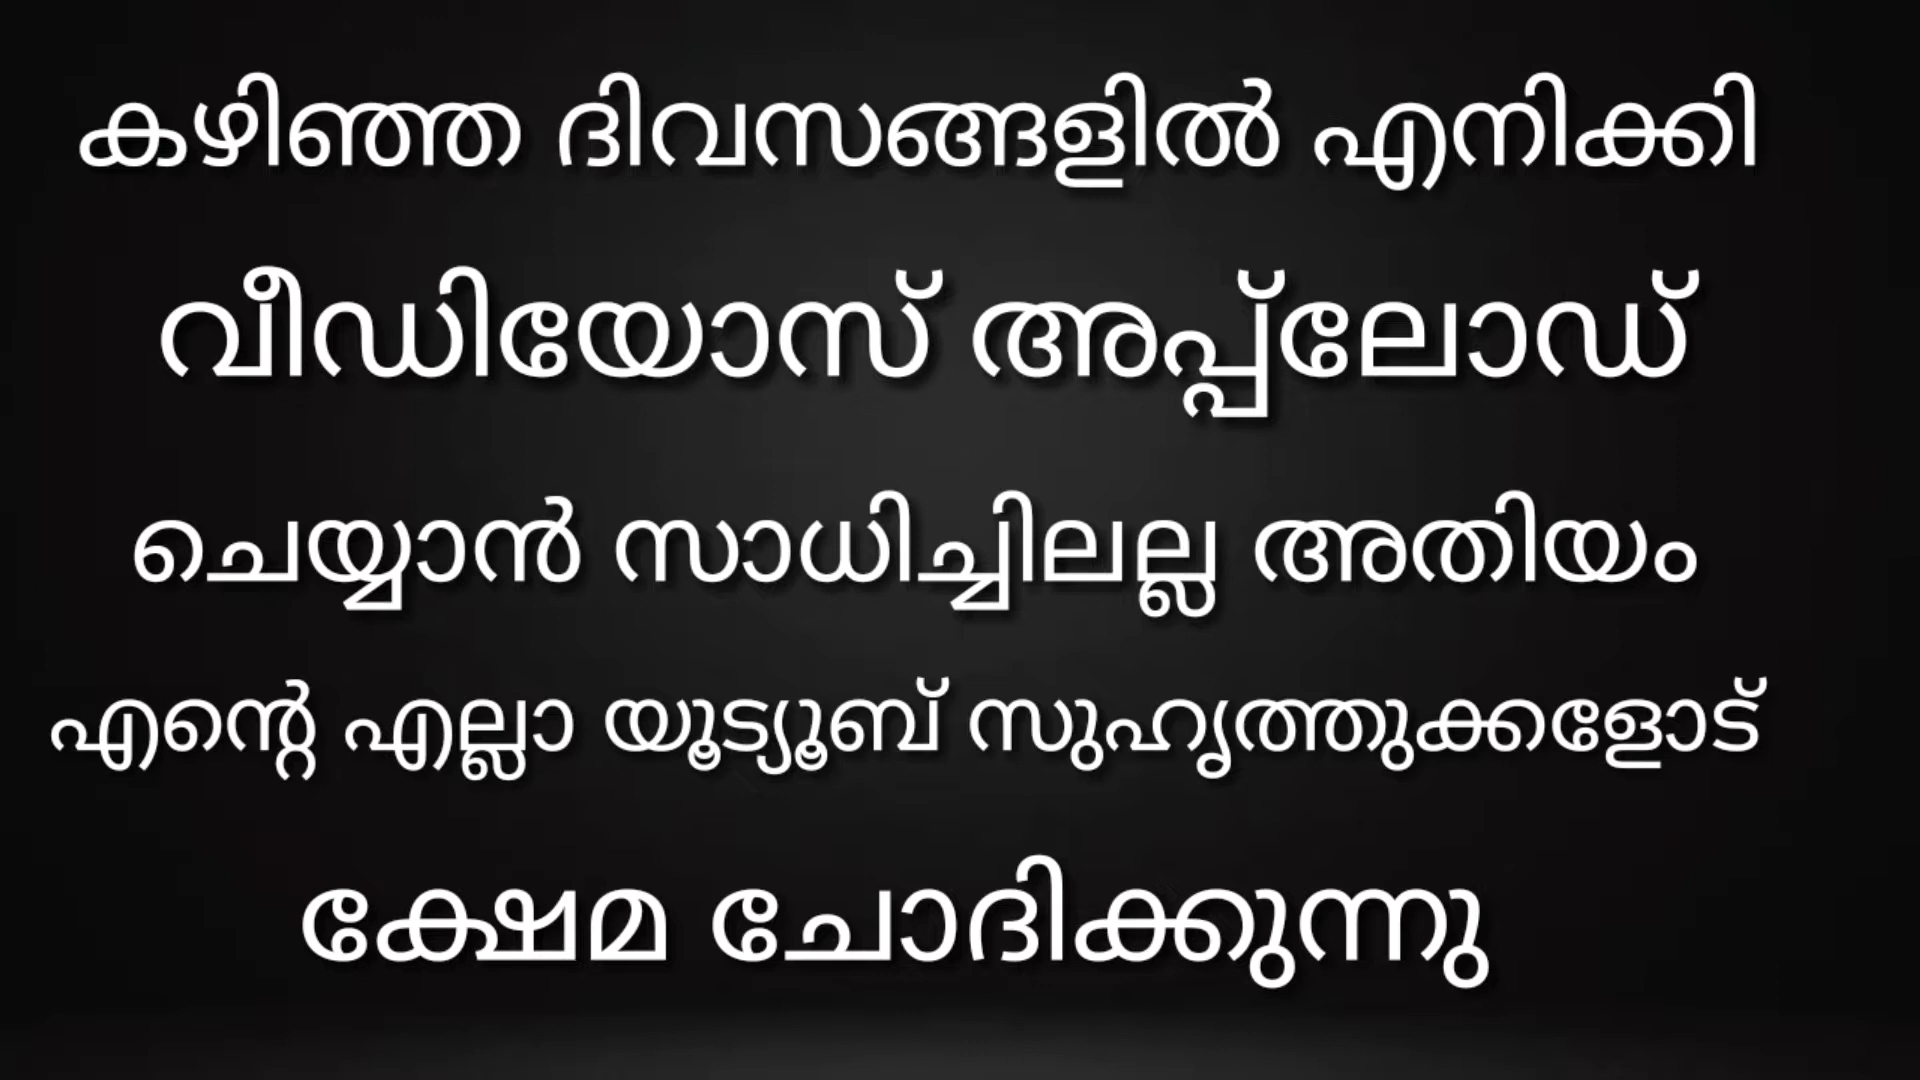 കഴിഞ്ഞ ദിവസങ്ങളിൽ എനിക്കി
വീഡിയോസ് അപ്പ്ലോഡ്
ചെയ്യാൻ സാധിച്ചിലല്ല അതിയം
എന്റെ എല്ലാ യൂട്യൂബ് സുഹൃത്തുക്കളോട്
ക്ഷേമ ചോദിക്കുന്നു